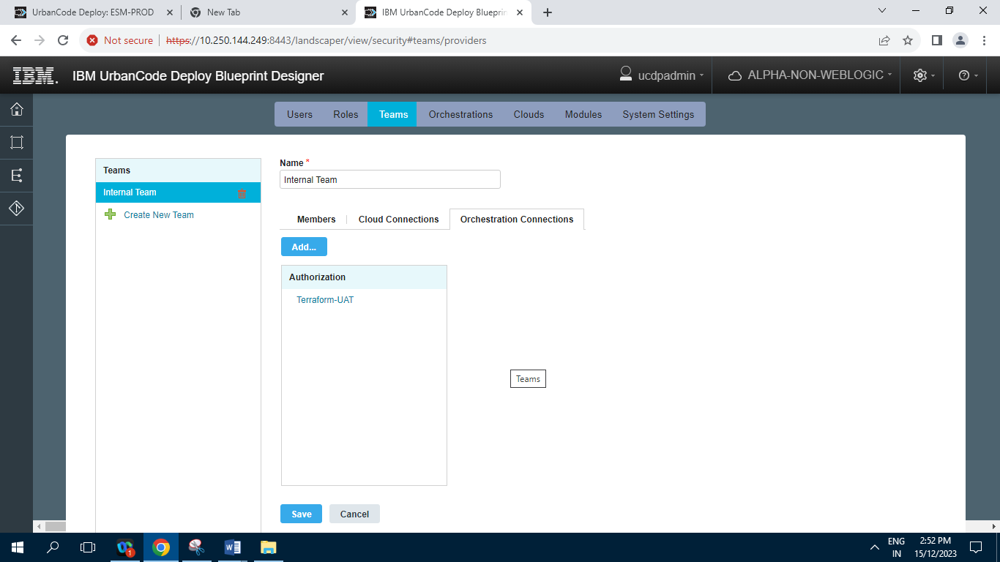 UrbanCode Deploy: ESM-PROD
New Tab
IBM UrbanCode Deploy Blueprin
Not secure
https://10.250.144.249:8443/landscaper/view/security#teams/providers
IBM.
IBM UrbanCode Deploy Blueprint Designer
ucdpadmin
ALPHA-NON-WEBLOGIC
Users Roles Teams Orchestrations Clouds Modules System Settings
Teams
Internal Team
Create New Team
Name *
Internal Team
Members Cloud Connections Orchestration Connections
Add...
Authorization
Terraform-UAT
Teams
Save Cancel
1
ENG
IN
2:52 PM
15/12/2023